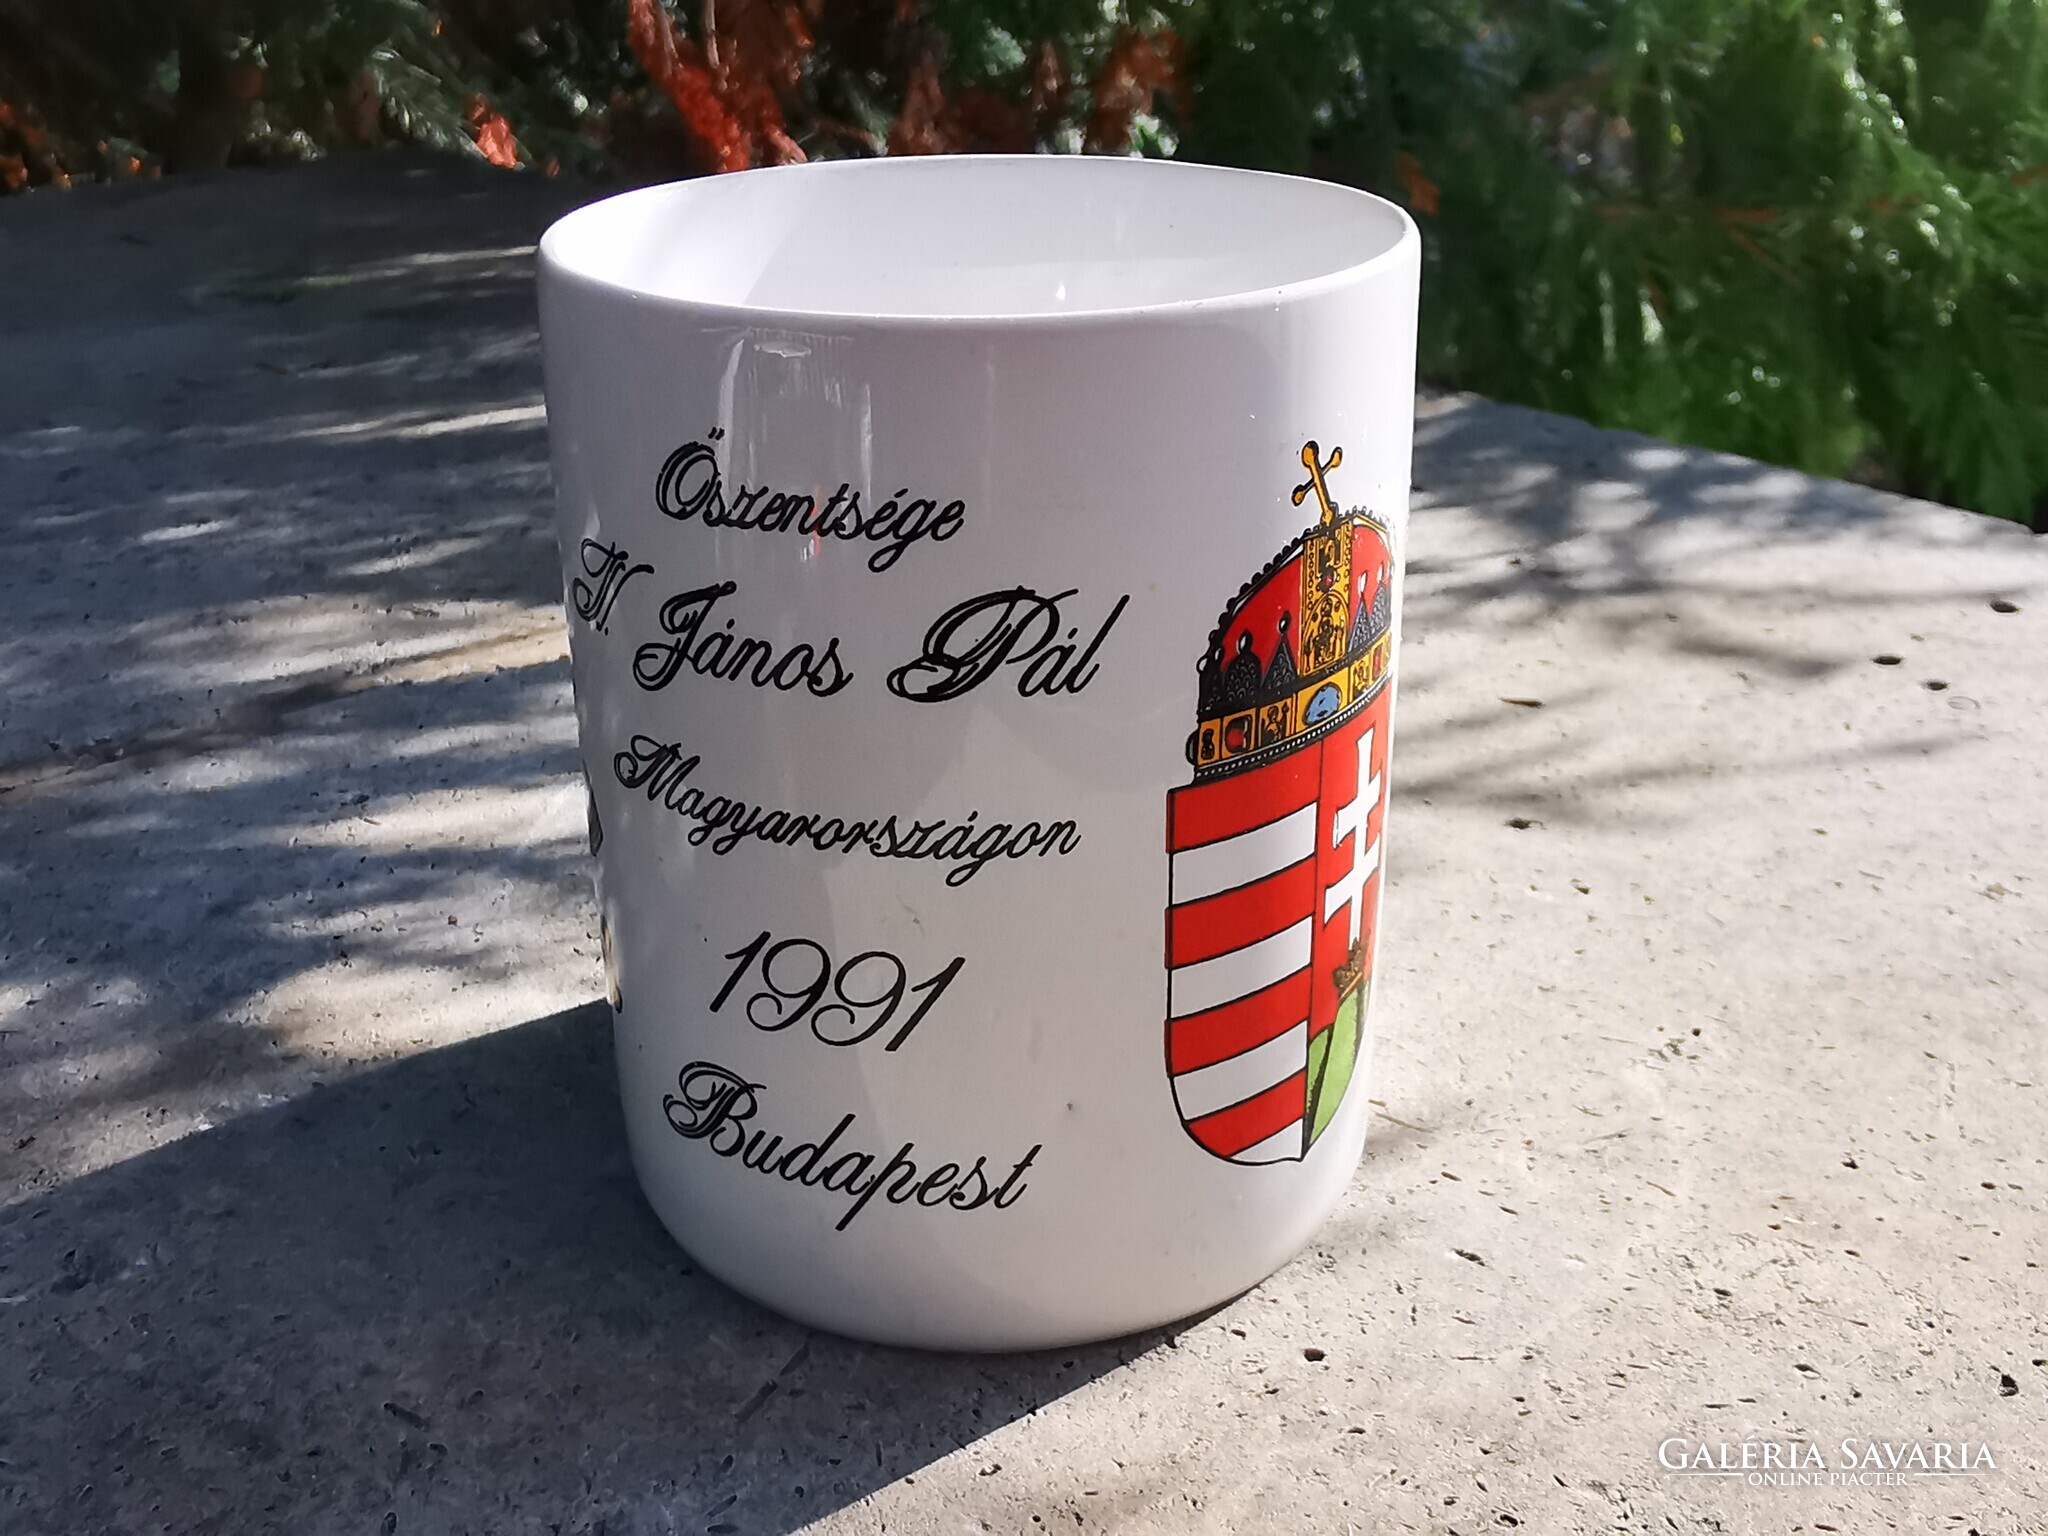 Őszentsége
II. János Pál
Magyarországon
1991
Budapest
GALÉRIA SAVARIA
ONLINE PIACTÉR